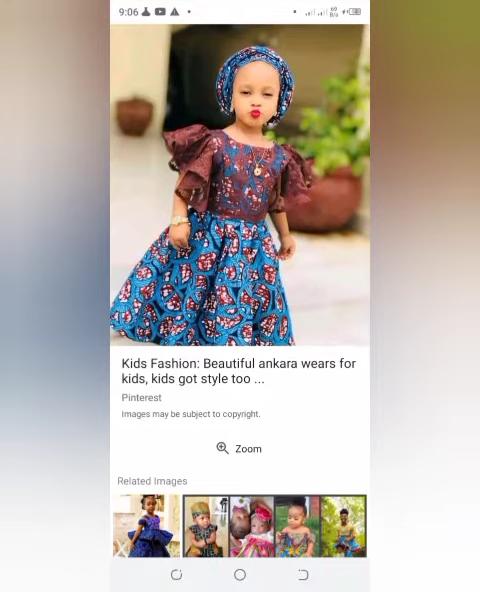 9:06
Kids Fashion: Beautiful ankara wears for
kids, kids got style too ...
Pinterest
Images may be subject to copyright.
Zoom
Related Images